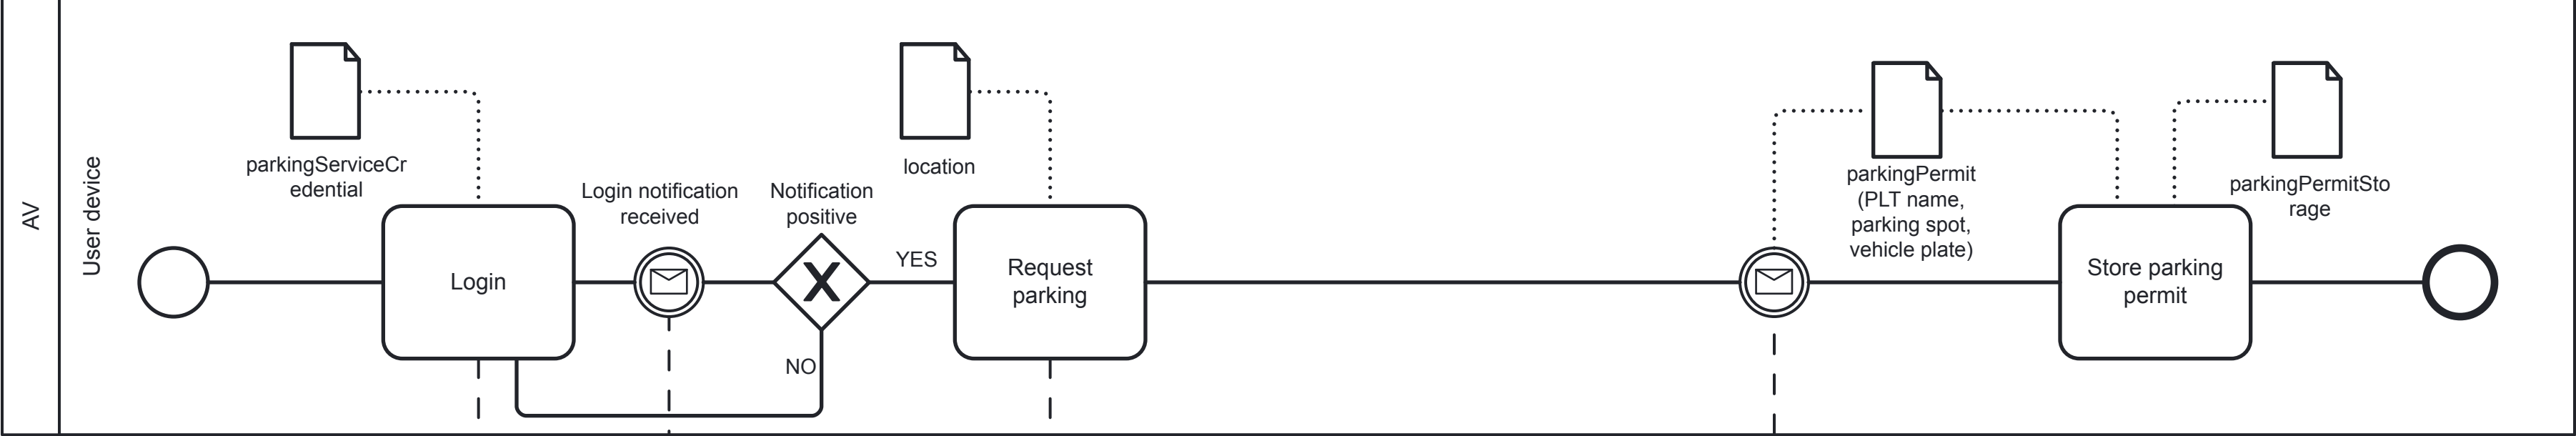 AV
User device
parkingServiceCr
edential
Login
Login notification
received
Notification
positive
YES
NO
location
Request
parking
parkingPermit
(PLT name,
parking spot,
vehicle plate)
Store parking
permit
parkingPermitSto
rage